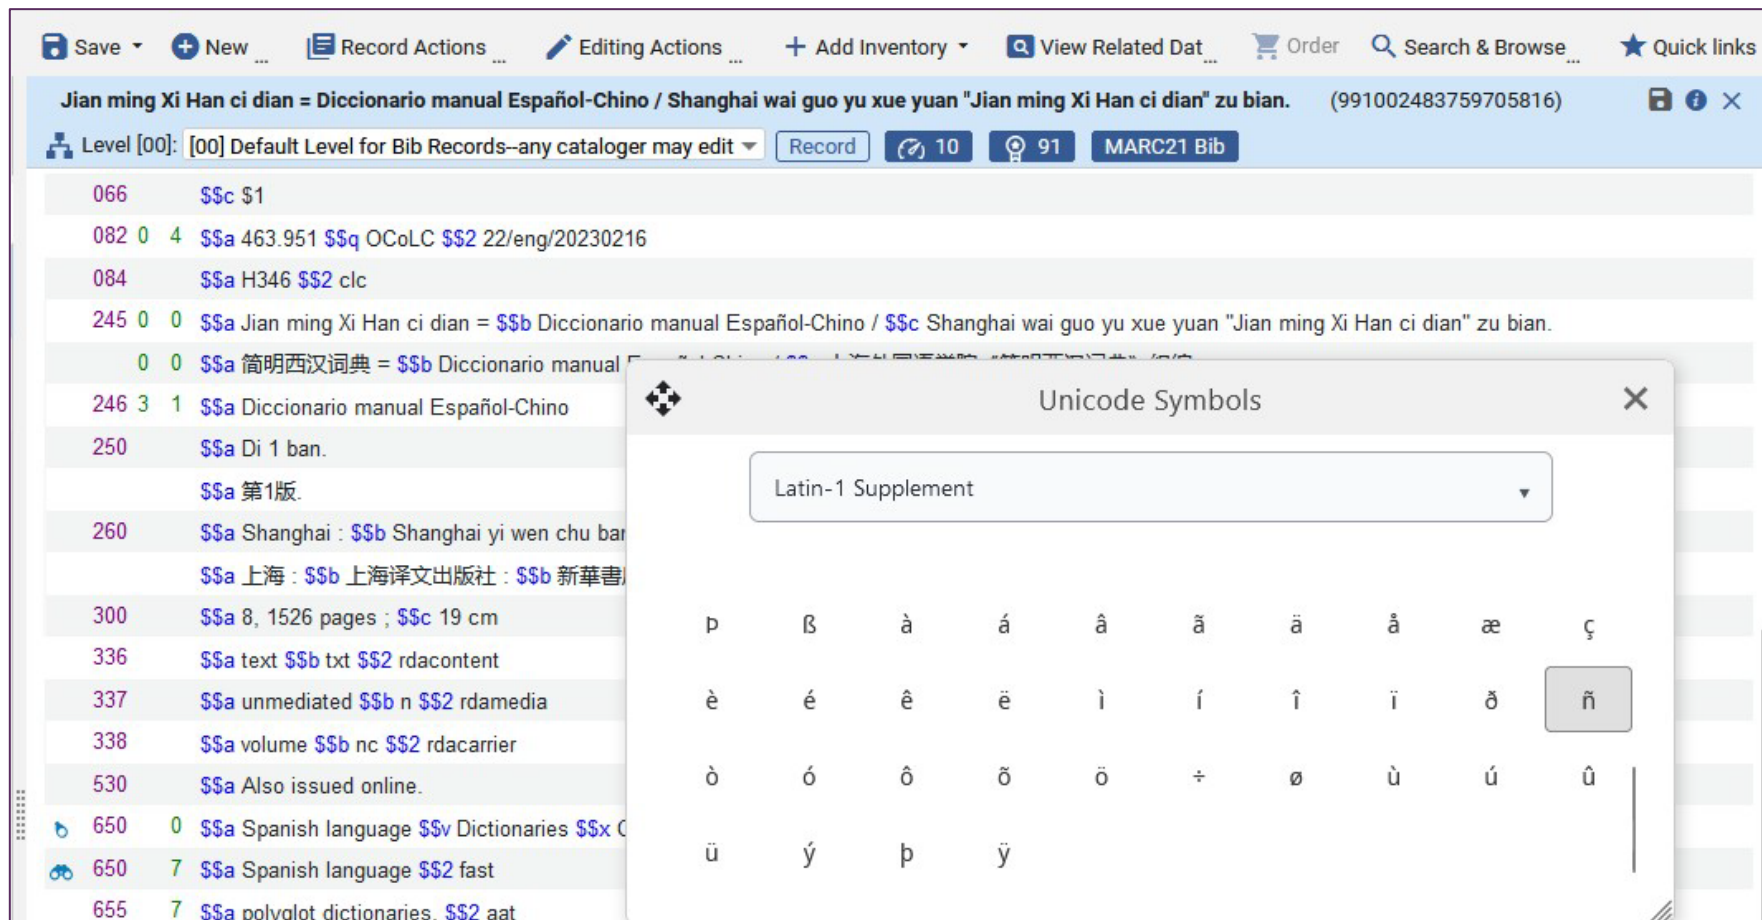 Save New ... Record Actions ... Editing Actions ... Add Inventory View Related Dat ... Order Search & Browse ... Quick links
Jian ming Xi Han ci dian = Diccionario manual Español-Chino / Shanghai wai guo yu xue yuan "Jian ming Xi Han ci dian" zu bian. (991002483759705816)
Level [00]: [00] Default Level for Bib Records--any cataloger may edit Record 10 91 MARC21 Bib
066 $$c $1
082 0 4 $$a 463.951 $$q OCoLC $$2 22/eng/20230216
084 $$a H346 $$2 clc
245 0 0 $$a Jian ming Xi Han ci dian = $$b Diccionario manual Español-Chino / $$c Shanghai wai guo yu xue yuan "Jian ming Xi Han ci dian" zu bian.
0 0 $$a 简明西汉词典 = $$b Diccionario manual
246 3 1 $$a Diccionario manual Español-Chino
250 $$a Di 1 ban.
$$a 第1版.
260 $$a Shanghai : $$b Shanghai yi wen chu ban
$$a 上海 : $$b 上海译文出版社 : $$b 新華書
300 $$a 8, 1526 pages ; $$c 19 cm
336 $$a text $$b txt $$2 rdacontent
337 $$a unmediated $$b n $$2 rdamedia
338 $$a volume $$b nc $$2 rdacarrier
530 $$a Also issued online.
650 0 $$a Spanish language $$v Dictionaries $$x
650 7 $$a Spanish language $$2 fast
655 7 $$a polyglot dictionaries. $$2 aat
Unicode Symbols
Latin-1 Supplement
Þ ß à á â ã ä å æ ç
è é ê ë ì í î ï ð ñ
ò ó ô õ ö ÷ ø ù ú û
ü ý þ ÿ